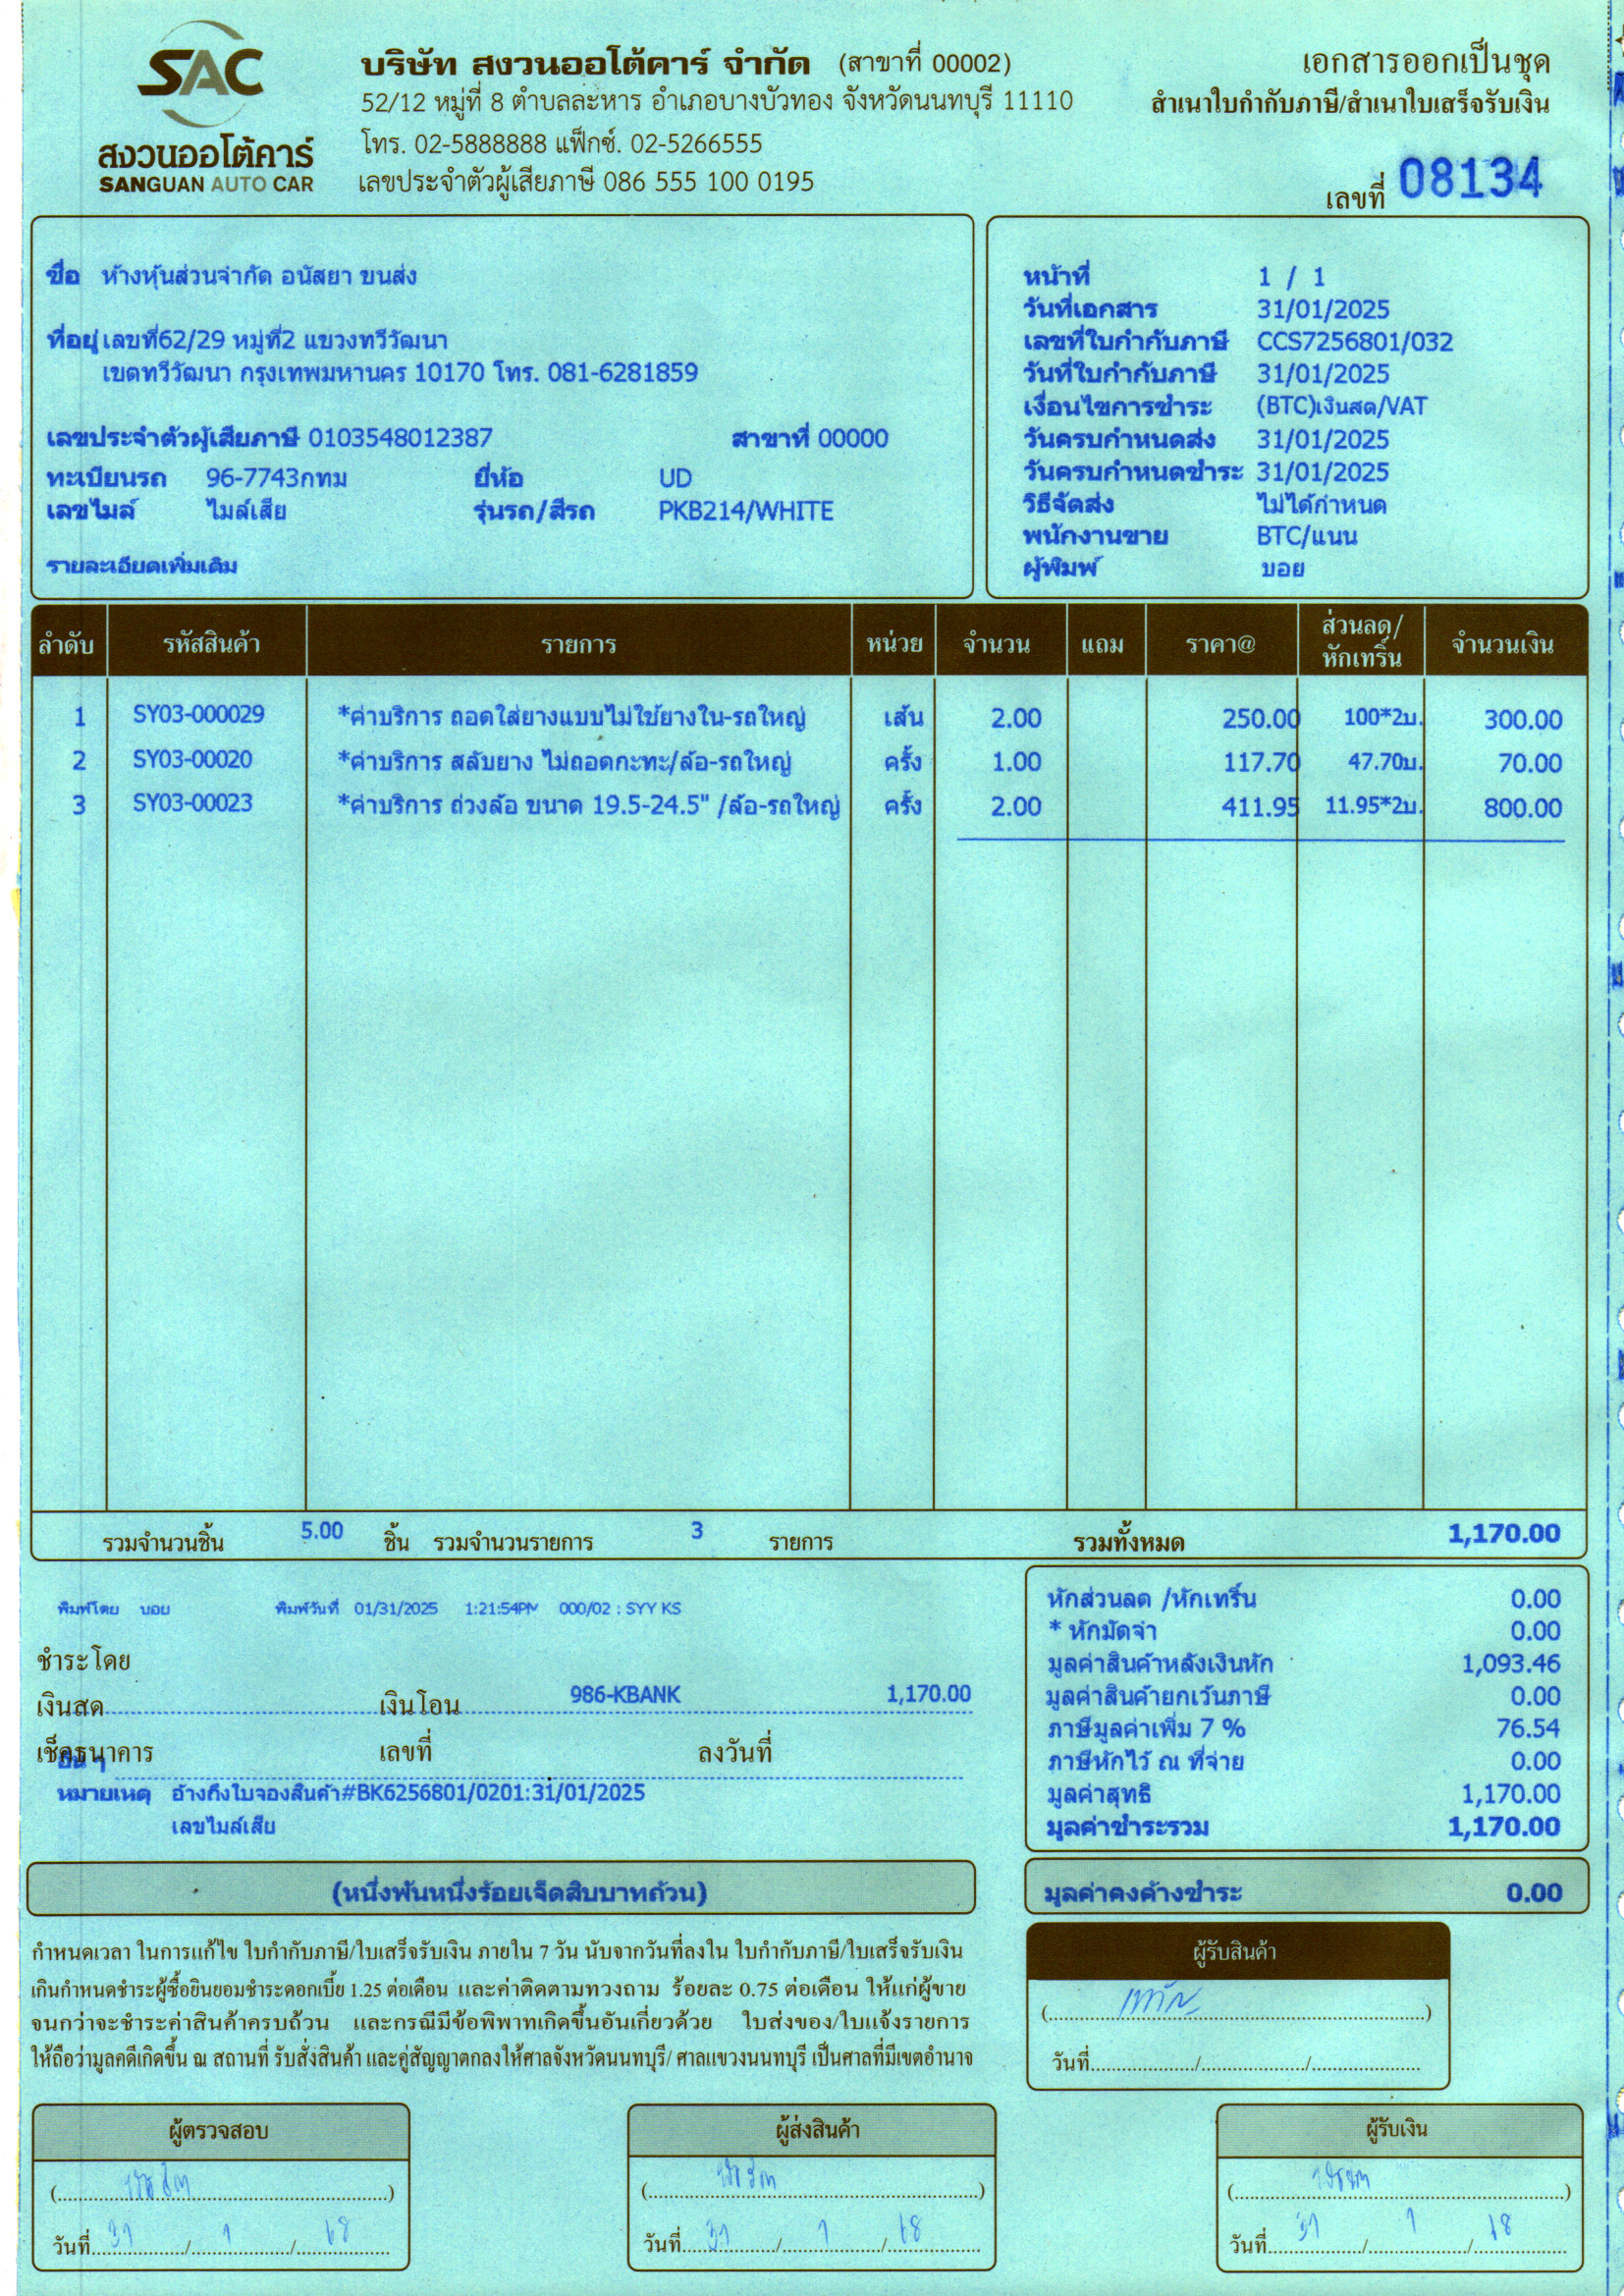 SAC
สงวนออโต้คาร์
SANGUAN AUTO CAR
บริษัท สงวนออโต้คาร์ จำกัด (สาขาที่ 00002)
52/12 หมู่ที่ 8 ตำบลละหาร อำเภอบางบัวทอง จังหวัดนนทบุรี 11110
โทร. 02-5888888 แฟ็กซ์. 02-5266555
เลขประจำตัวผู้เสียภาษี 086 555 100 0195
เอกสารออกเป็นชุด
สำเนาใบกำกับภาษี/สำเนาใบเสร็จรับเงิน
เลขที่ 08134
ชื่อ ห้างหุ้นส่วนจำกัด อนัสยา ขนส่ง
ที่อยู่ เลขที่62/29 หมู่ที่2 แขวงทวีวัฒนา
เขตทวีวัฒนา กรุงเทพมหานคร 10170 โทร. 081-6281859
เลขประจำตัวผู้เสียภาษี 0103548012387 สาขาที่ 00000
ทะเบียนรถ 96-7743กทม ยี่ห้อ UD
เลขไมล์ ไมล์เสีย รุ่นรถ/สีรถ PKB214/WHITE
รายละเอียดเพิ่มเติม
หน้าที่ 1 / 1
วันที่เอกสาร 31/01/2025
เลขที่ใบกำกับภาษี CCS7256801/032
วันที่ใบกำกับภาษี 31/01/2025
เงื่อนไขการชำระ (BTC)เงินสด/VAT
วันครบกำหนดส่ง 31/01/2025
วันครบกำหนดชำระ 31/01/2025
วิธีจัดส่ง ไม่ได้กำหนด
พนักงานขาย BTC/แนน
ผู้พิมพ์ บอย
ลำดับ รหัสสินค้า รายการ หน่วย จำนวน แถม ราคา@ ส่วนลด/หักเทริ์น จำนวนเงิน
1 SY03-000029 *ค่าบริการ ถอดใส่ยางแบบไม่ใช้ยางใน-รถใหญ่ เส้น 2.00 250.00 100*2บ. 300.00
2 SY03-00020 *ค่าบริการ สลับยาง ไม่ถอดกะทะ/ล้อ-รถใหญ่ ครั้ง 1.00 117.70 47.70บ. 70.00
3 SY03-00023 *ค่าบริการ ถ่วงล้อ ขนาด 19.5-24.5" /ล้อ-รถใหญ่ ครั้ง 2.00 411.95 11.95*2บ. 800.00
รวมจำนวนชิ้น 5.00 ชิ้น รวมจำนวนรายการ 3 รายการ รวมทั้งหมด 1,170.00
พิมพ์โดย บอย พิมพ์วันที่ 01/31/2025 1:21:54PM 000/02 : SYY KS
ชำระโดย
เงินสด เงินโอน 986-KBANK 1,170.00
เช็คธนาคาร เลขที่ ลงวันที่
อื่น ๆ
หมายเหตุ อ้างถึงใบจองสินค้า#BK6256801/0201:31/01/2025
เลขไมล์เสีย
หักส่วนลด /หักเทริ์น 0.00
* หักมัดจำ 0.00
มูลค่าสินค้าหลังเงินหัก 1,093.46
มูลค่าสินค้ายกเว้นภาษี 0.00
ภาษีมูลค่าเพิ่ม 7 % 76.54
ภาษีหักไว้ ณ ที่จ่าย 0.00
มูลค่าสุทธิ 1,170.00
มูลค่าชำระรวม 1,170.00
(หนึ่งพันหนึ่งร้อยเจ็ดสิบบาทถ้วน)
มูลค่าคงค้างชำระ 0.00
กำหนดเวลา ในการแก้ไข ใบกำกับภาษี/ใบเสร็จรับเงิน ภายใน 7 วัน นับจากวันที่ลงใน ใบกำกับภาษี/ใบเสร็จรับเงิน
เกินกำหนดชำระผู้ซื้อยินยอมชำระดอกเบี้ย 1.25 ต่อเดือน และค่าติดตามทวงถาม ร้อยละ 0.75 ต่อเดือน ให้แก่ผู้ขาย
จนกว่าจะชำระค่าสินค้าครบถ้วน และกรณีมีข้อพิพาทเกิดขึ้นอันเกี่ยวด้วย ใบส่งของ/ใบแจ้งรายการ
ให้ถือว่ามูลคดีเกิดขึ้น ณ สถานที่ รับสั่งสินค้า และคู่สัญญาตกลงให้ศาลจังหวัดนนทบุรี/ ศาลแขวงนนทบุรี เป็นศาลที่มีเขตอำนาจ
ผู้รับสินค้า
วันที่
ผู้ตรวจสอบ
วันที่ 31 / 1 / 68
ผู้ส่งสินค้า
วันที่ 31 / 1 / 68
ผู้รับเงิน
วันที่ 31 / 1 / 68